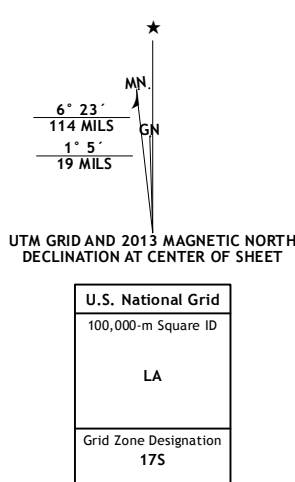 MN.
6° 23´
114 MILS
GN
1° 5´
19 MILS
UTM GRID AND 2013 MAGNETIC NORTH
DECLINATION AT CENTER OF SHEET
U.S. National Grid
100,000-m Square ID
LA
Grid Zone Designation
17S